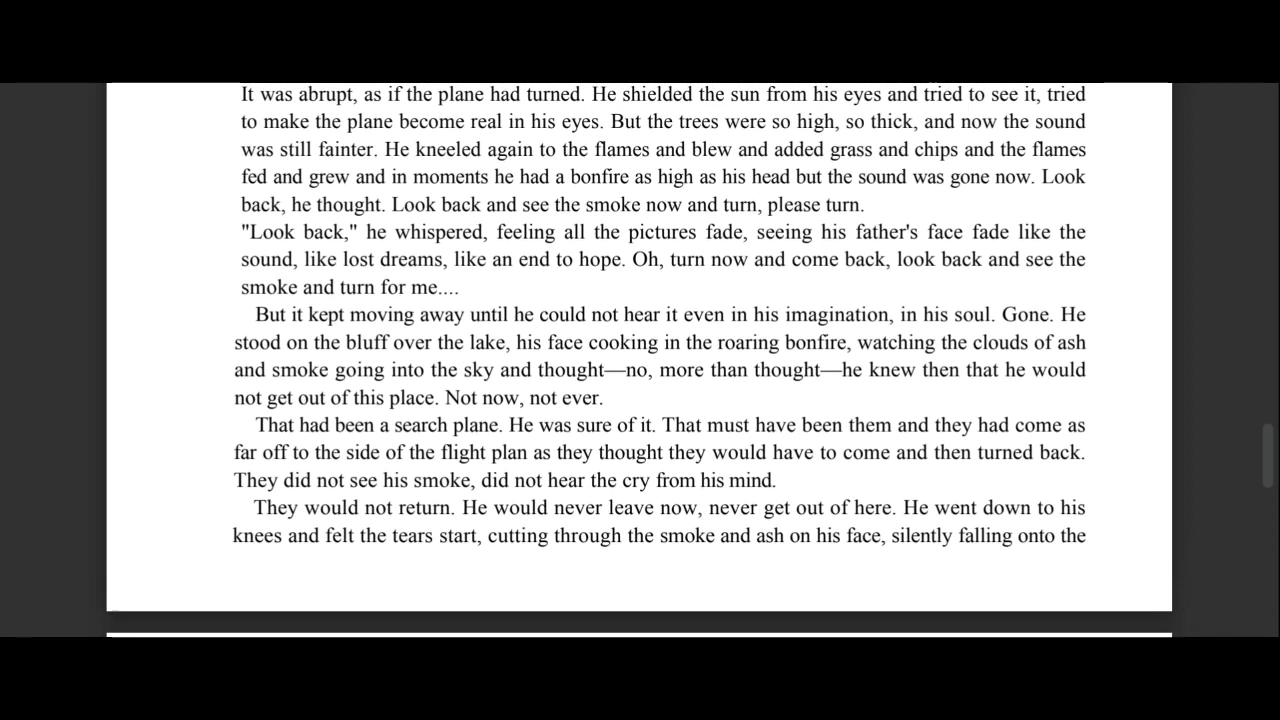 It was abrupt, as if the plane had turned. He shielded the sun from his eyes and tried to see it, tried
to make the plane become real in his eyes. But the trees were so high, so thick, and now the sound
was still fainter. He kneeled again to the flames and blew and added grass and chips and the flames
fed and grew and in moments he had a bonfire as high as his head but the sound was gone now. Look
back, he thought. Look back and see the smoke now and turn, please turn.
"Look back," he whispered, feeling all the pictures fade, seeing his father's face fade like the
sound, like lost dreams, like an end to hope. Oh, turn now and come back, look back and see the
smoke and turn for me....
But it kept moving away until he could not hear it even in his imagination, in his soul. Gone. He
stood on the bluff over the lake, his face cooking in the roaring bonfire, watching the clouds of ash
and smoke going into the sky and thought—no, more than thought—he knew then that he would
not get out of this place. Not now, not ever.
That had been a search plane. He was sure of it. That must have been them and they had come as
far off to the side of the flight plan as they thought they would have to come and then turned back.
They did not see his smoke, did not hear the cry from his mind.
They would not return. He would never leave now, never get out of here. He went down to his
knees and felt the tears start, cutting through the smoke and ash on his face, silently falling onto the